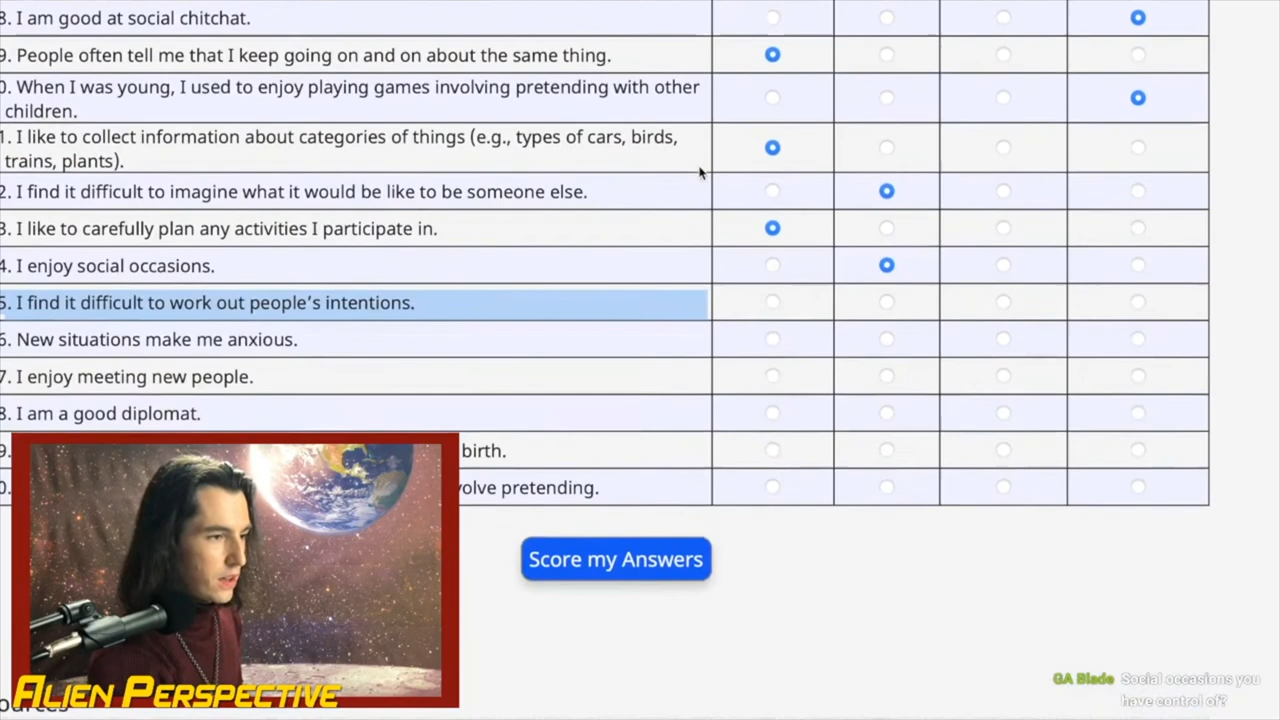 8. I am good at social chitchat.
9. People often tell me that I keep going on and on about the same thing.
0. When I was young, I used to enjoy playing games involving pretending with other
children.
1. I like to collect information about categories of things (e.g., types of cars, birds,
trains, plants).
2. I find it difficult to imagine what it would be like to be someone else.
3. I like to carefully plan any activities I participate in.
4. I enjoy social occasions.
5. I find it difficult to work out people’s intentions.
6. New situations make me anxious.
7. I enjoy meeting new people.
8. I am a good diplomat.
9. birth.
0. volve pretending.
Score my Answers
ALIEN PERSPECTIVE
GA Blade Social occasions you
have control of?